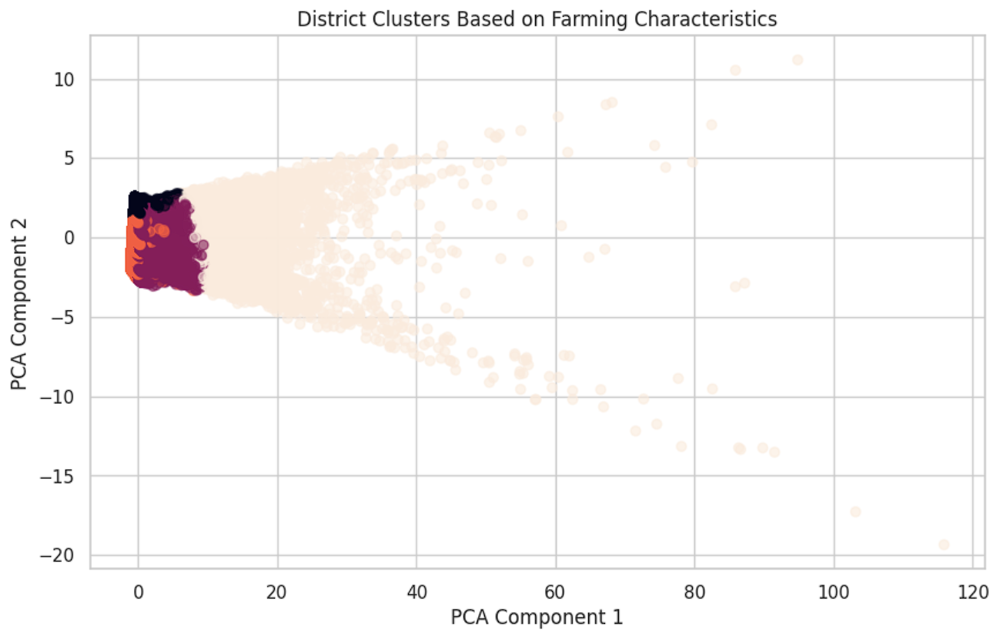 District Clusters Based on Farming Characteristics
PCA Component 2
10
5
0
−5
−10
−15
−20
0 20 40 60 80 100 120
PCA Component 1